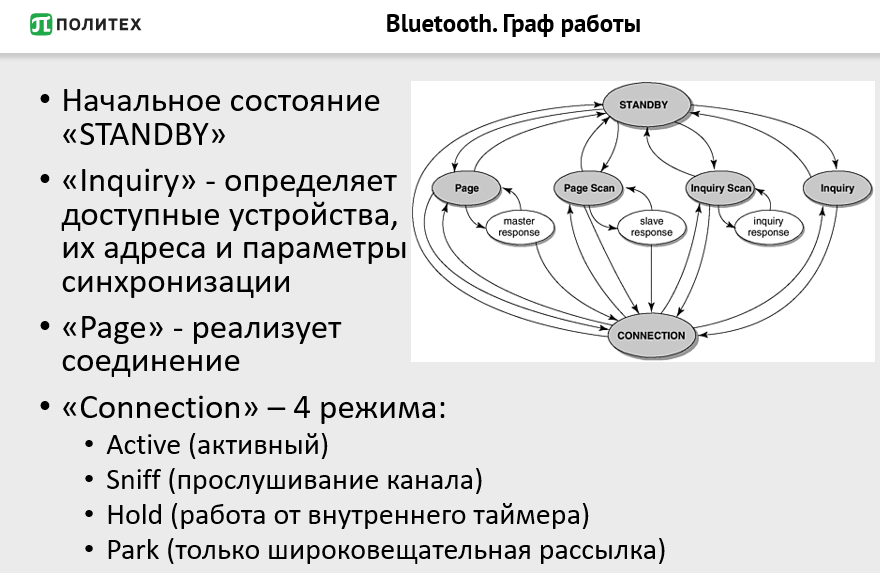 ПОЛИТЕХ
Bluetooth. Граф работы
• Начальное состояние
«STANDBY»
• «Inquiry» - определяет
доступные устройства,
их адреса и параметры
синхронизации
• «Page» - реализует
соединение
• «Connection» – 4 режима:
• Active (активный)
• Sniff (прослушивание канала)
• Hold (работа от внутреннего таймера)
• Park (только широковещательная рассылка)
STANDBY
Page
Page Scan
Inquiry Scan
Inquiry
master
response
slave
response
inquiry
response
CONNECTION